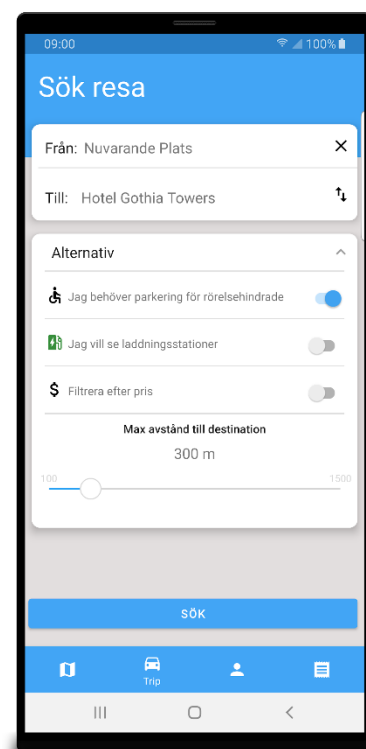 09:00 100%
Sök resa
Från: Nuvarande Plats
Till: Hotel Gothia Towers
Alternativ
Jag behöver parkering för rörelsehindrade
Jag vill se laddningsstationer
$ Filtrera efter pris
Max avstånd till destination
300 m
100 1500
SÖK
Trip